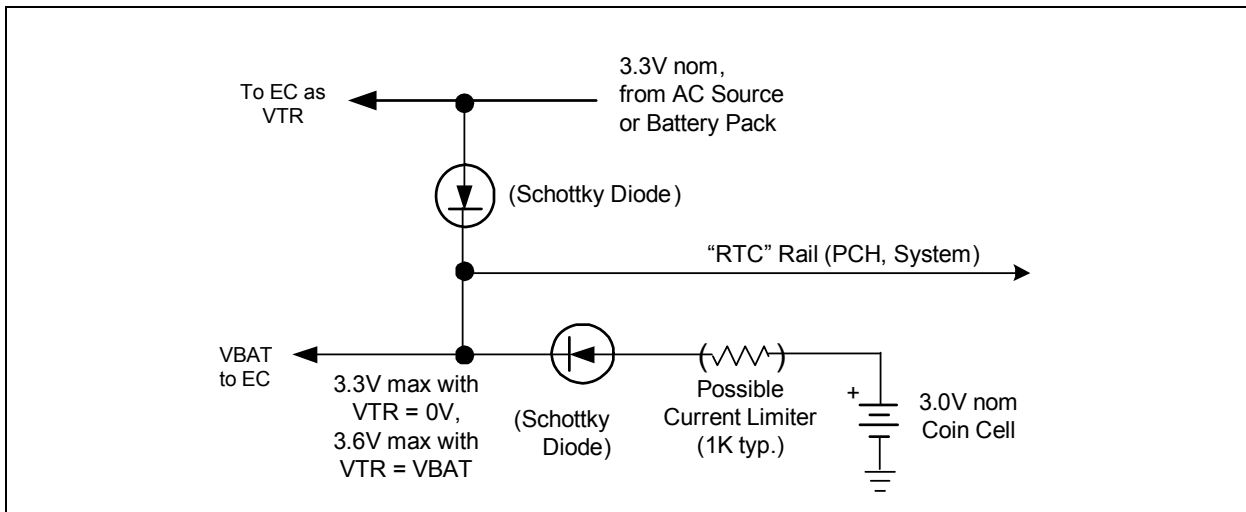 To EC as
VTR
3.3V nom,
from AC Source
or Battery Pack
(Schottky Diode)
“RTC” Rail (PCH, System)
VBAT
to EC
3.3V max with
VTR = 0V,
3.6V max with
VTR = VBAT
(Schottky
Diode)
( )
Possible
Current Limiter
(1K typ.)
+
3.0V nom
Coin Cell